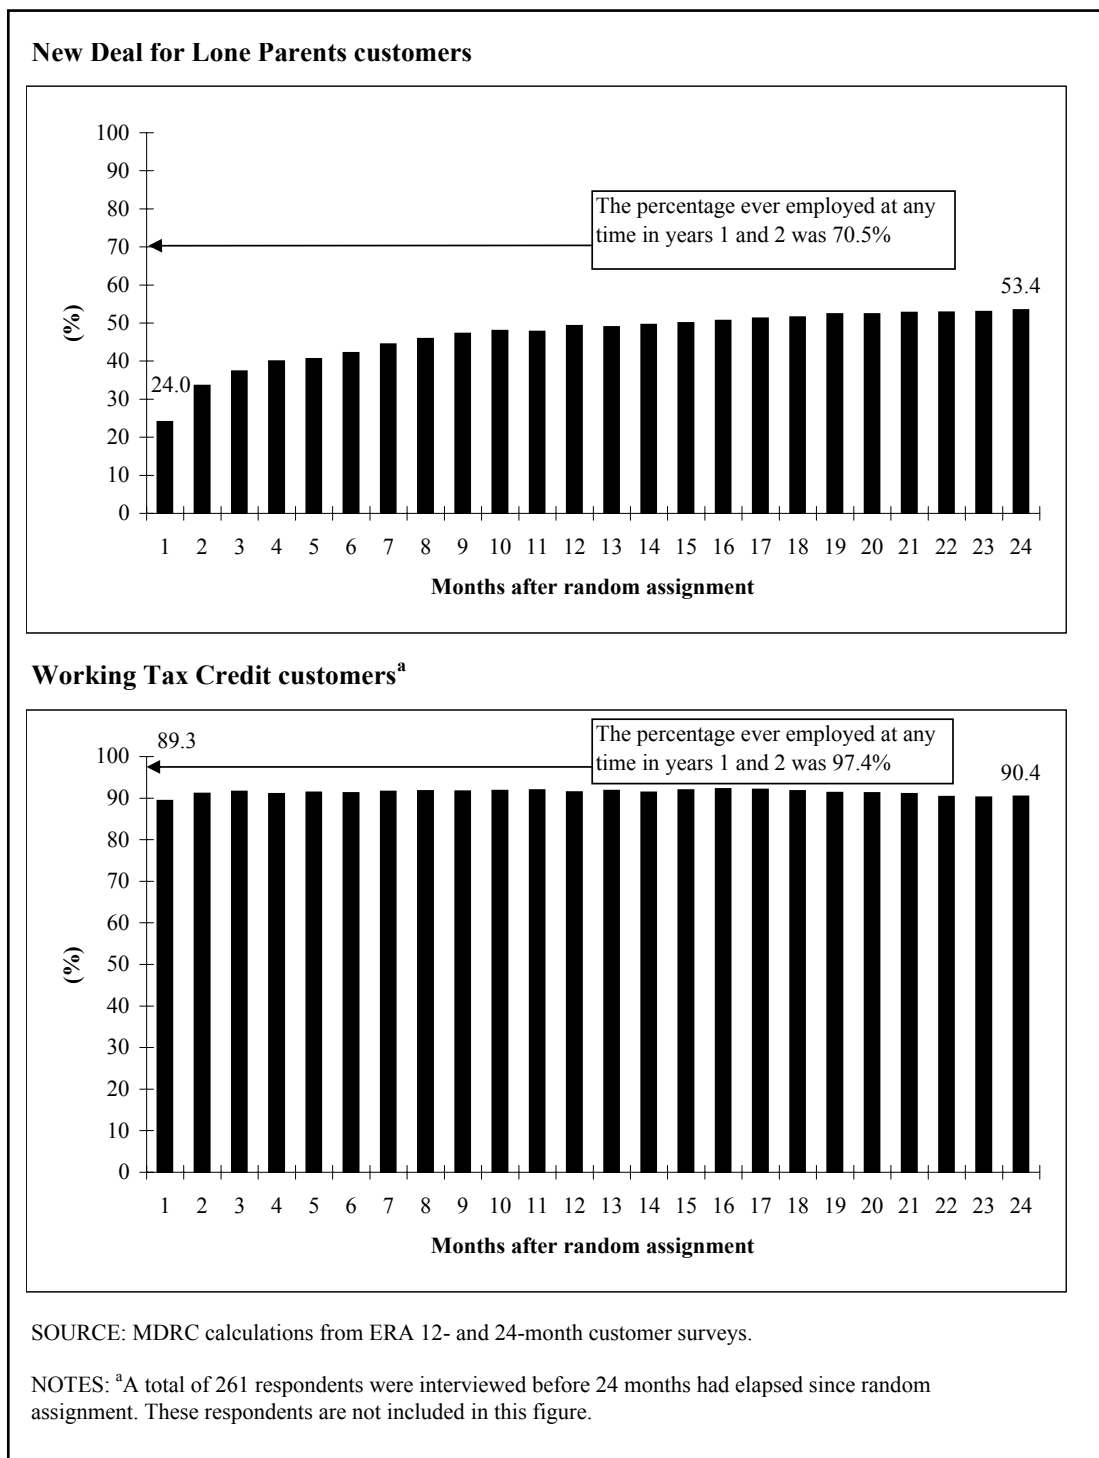 New Deal for Lone Parents customers
100
90
80
70
60
50
40
30
20
10
0
(%)
The percentage ever employed at any
time in years 1 and 2 was 70.5%
24.0
53.4
1 2 3 4 5 6 7 8 9 10 11 12 13 14 15 16 17 18 19 20 21 22 23 24
Months after random assignment
Working Tax Credit customersᵃ
100
90
80
70
60
50
40
30
20
10
0
(%)
89.3
The percentage ever employed at any
time in years 1 and 2 was 97.4%
90.4
1 2 3 4 5 6 7 8 9 10 11 12 13 14 15 16 17 18 19 20 21 22 23 24
Months after random assignment
SOURCE: MDRC calculations from ERA 12- and 24-month customer surveys.
NOTES: ᵃA total of 261 respondents were interviewed before 24 months had elapsed since random
assignment. These respondents are not included in this figure.